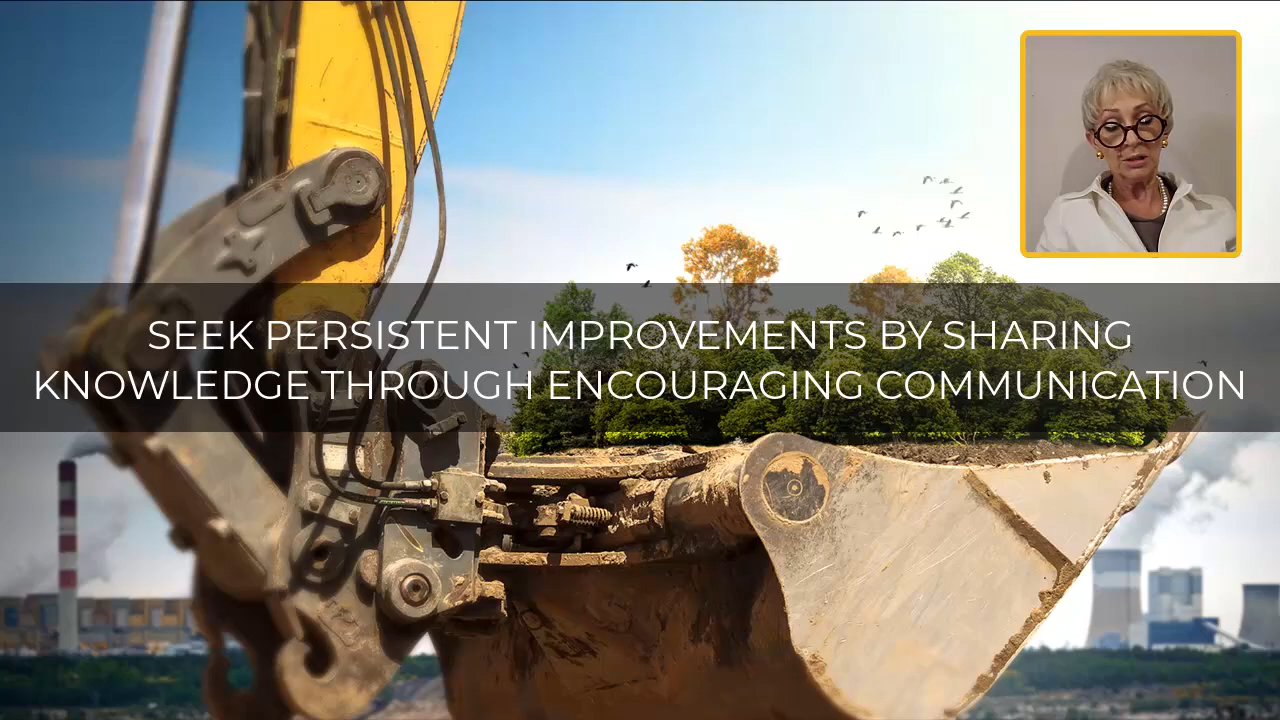 SEEK PERSISTENT IMPROVEMENTS BY SHARING
KNOWLEDGE THROUGH ENCOURAGING COMMUNICATION